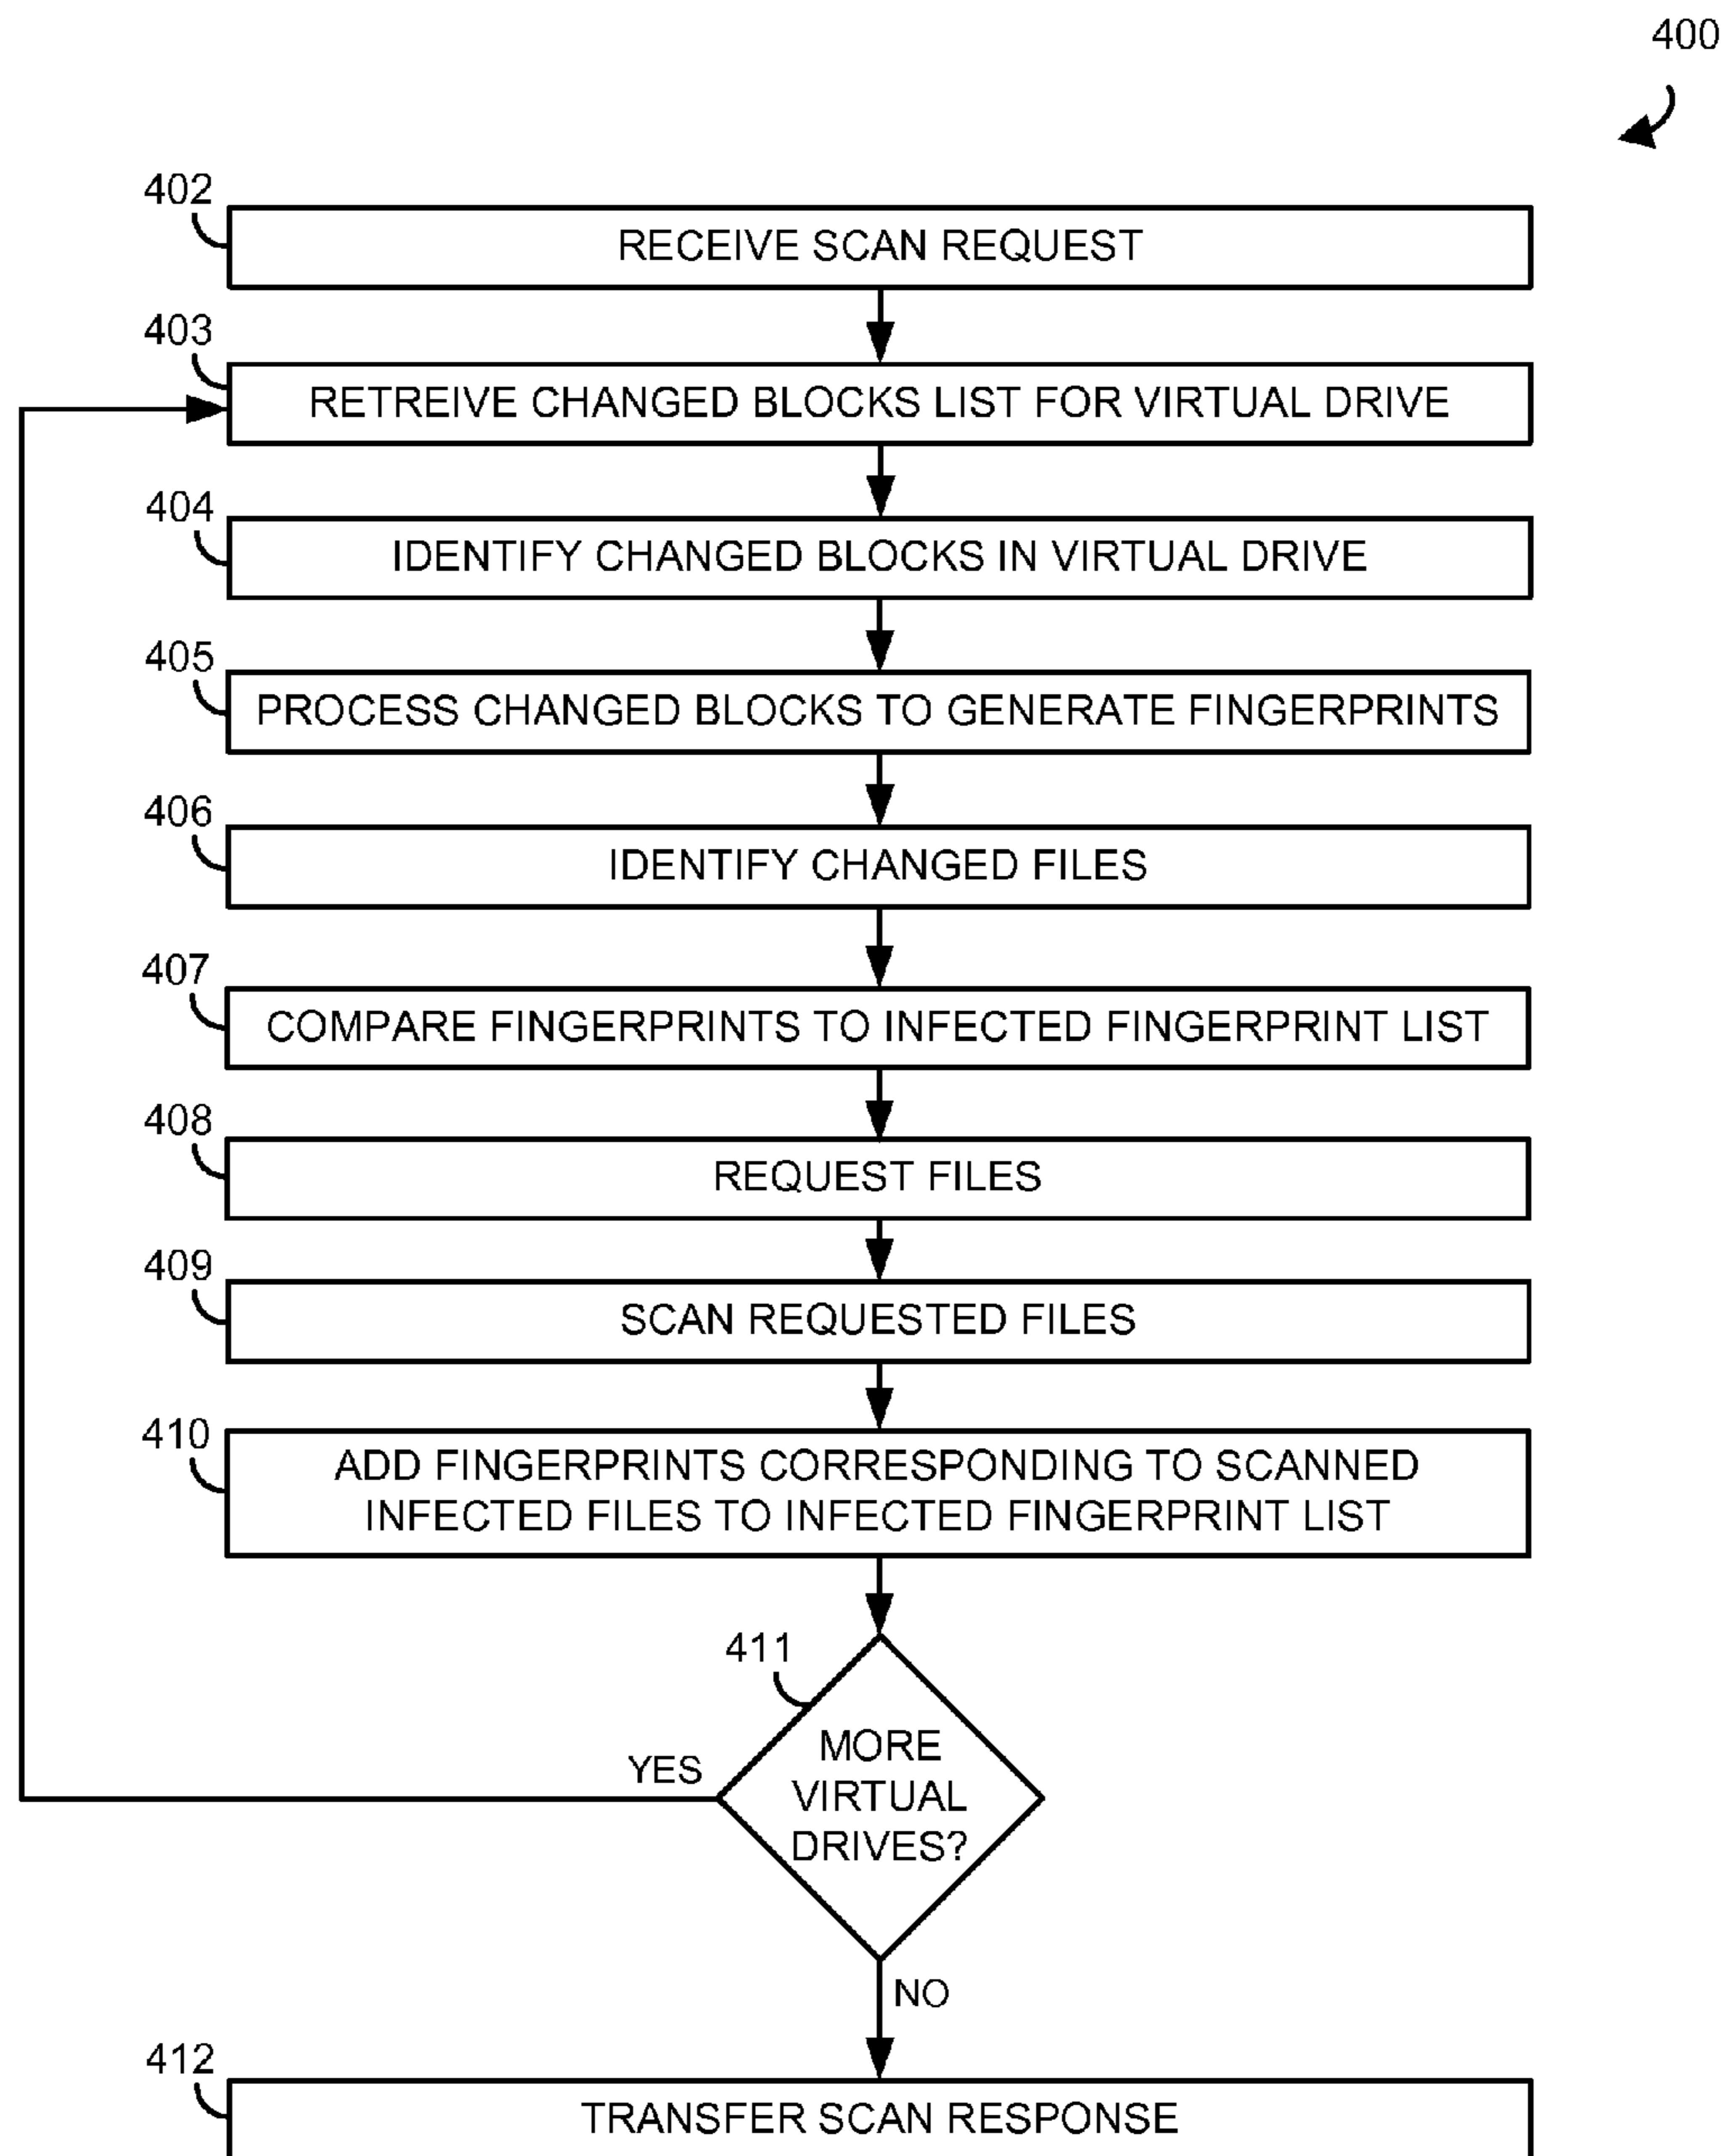 400
402
RECEIVE SCAN REQUEST
403
RETREIVE CHANGED BLOCKS LIST FOR VIRTUAL DRIVE
404
IDENTIFY CHANGED BLOCKS IN VIRTUAL DRIVE
405
PROCESS CHANGED BLOCKS TO GENERATE FINGERPRINTS
406
IDENTIFY CHANGED FILES
407
COMPARE FINGERPRINTS TO INFECTED FINGERPRINT LIST
408
REQUEST FILES
409
SCAN REQUESTED FILES
410
ADD FINGERPRINTS CORRESPONDING TO SCANNED
INFECTED FILES TO INFECTED FINGERPRINT LIST
411
MORE
VIRTUAL
DRIVES?
YES
NO
412
TRANSFER SCAN RESPONSE